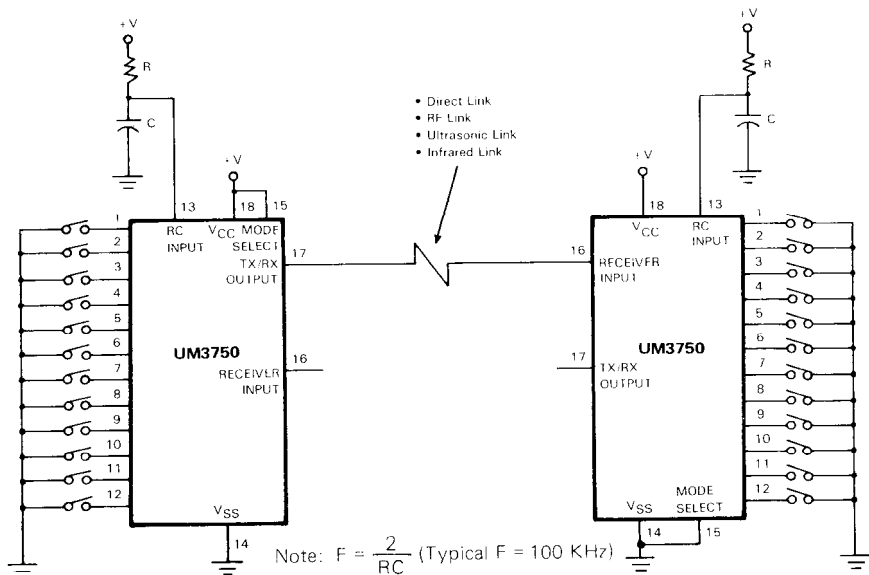 +V
R
C
+V
13
18
15
RC
INPUT
VCC
MODE
SELECT
TX/RX
OUTPUT
17
1
2
3
4
5
6
7
8
9
10
11
12
UM3750
RECEIVER
INPUT
16
VSS
14
• Direct Link
• RF Link
• Ultrasonic Link
• Infrared Link
+V
R
C
+V
18
13
VCC
RC
INPUT
16
RECEIVER
INPUT
UM3750
17
TX/RX
OUTPUT
1
2
3
4
5
6
7
8
9
10
11
12
MODE
SELECT
VSS
14
15
Note: F = 2/RC (Typical F = 100 KHz)